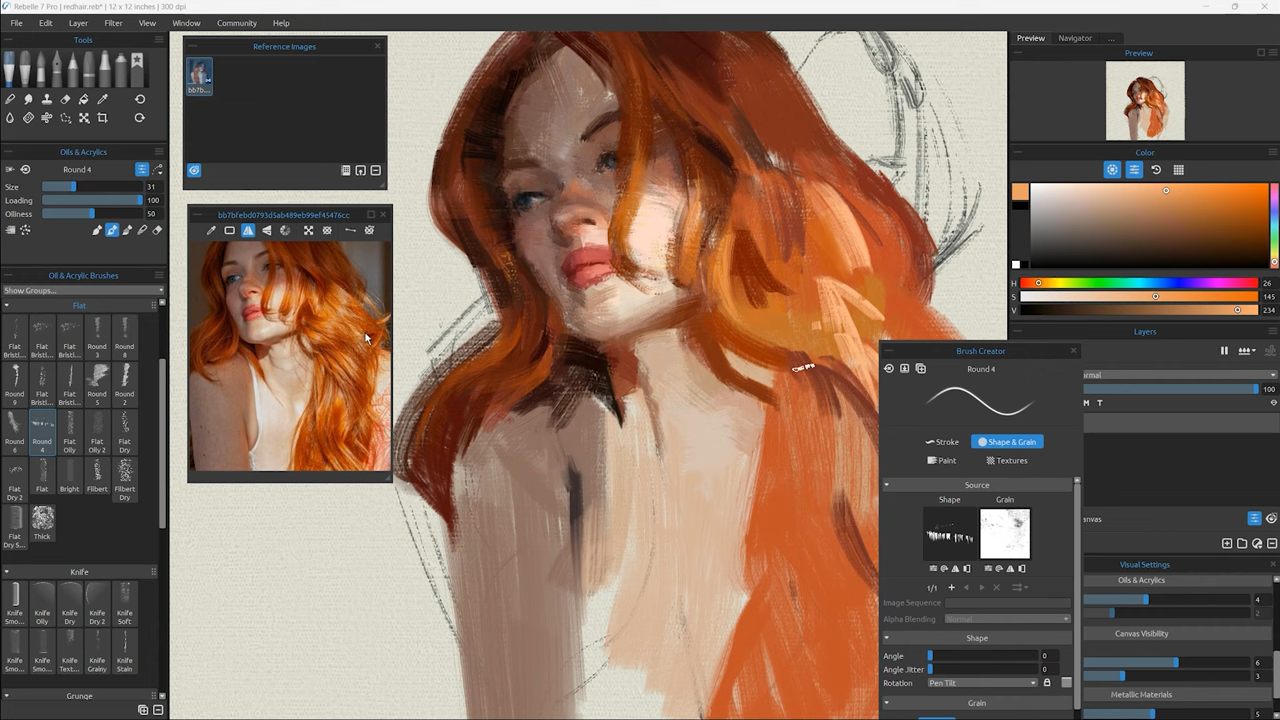 Rebelle 7 Pro | redhair.reb* | 12 x 12 inches | 300 dpi
File Edit Layer Filter View Window Community Help
Tools
Oils & Acrylics
Round 4
Size 31
Loading 100
Oiliness 50
Oil & Acrylic Brushes
Show Groups...
Flat
Flat Bristl... Flat Bristl... Flat Bristl... Round 3 Round 8
Round 5 Flat Bristl... Flat Bristl... Round 2
Round 6 Round 4 Flat Olly Flat Olly 2 Flat Dry
Flat Dry 2 Flat Bright Filbert Filbert Dry
Flat Dry S... Thick
Knife
Knife Smo... Knife Olly Knife Dry Knife Dry 2 Knife Soft
Knife Smo... Knife Smo... Knife Text... Knife Grainy Knife Stain
Grunge
Reference Images
bb7b...
bb7bfebd0793d5ab489eb99ef45476cc
Preview Navigator ...
Preview
Color
H 26
S 145
V 234
Layers
ormal
100
M T
anvas
Visual Settings
Oils & Acrylics
4
2
Canvas Visibility
6
3
Metallic Materials
5
Brush Creator
Round 4
Stroke Shape & Grain
Paint Textures
Source
Shape Grain
1/1
Image Sequence
Alpha Blending Normal
Shape
Angle 0
Angle Jitter 0
Rotation Pen Tilt
Grain